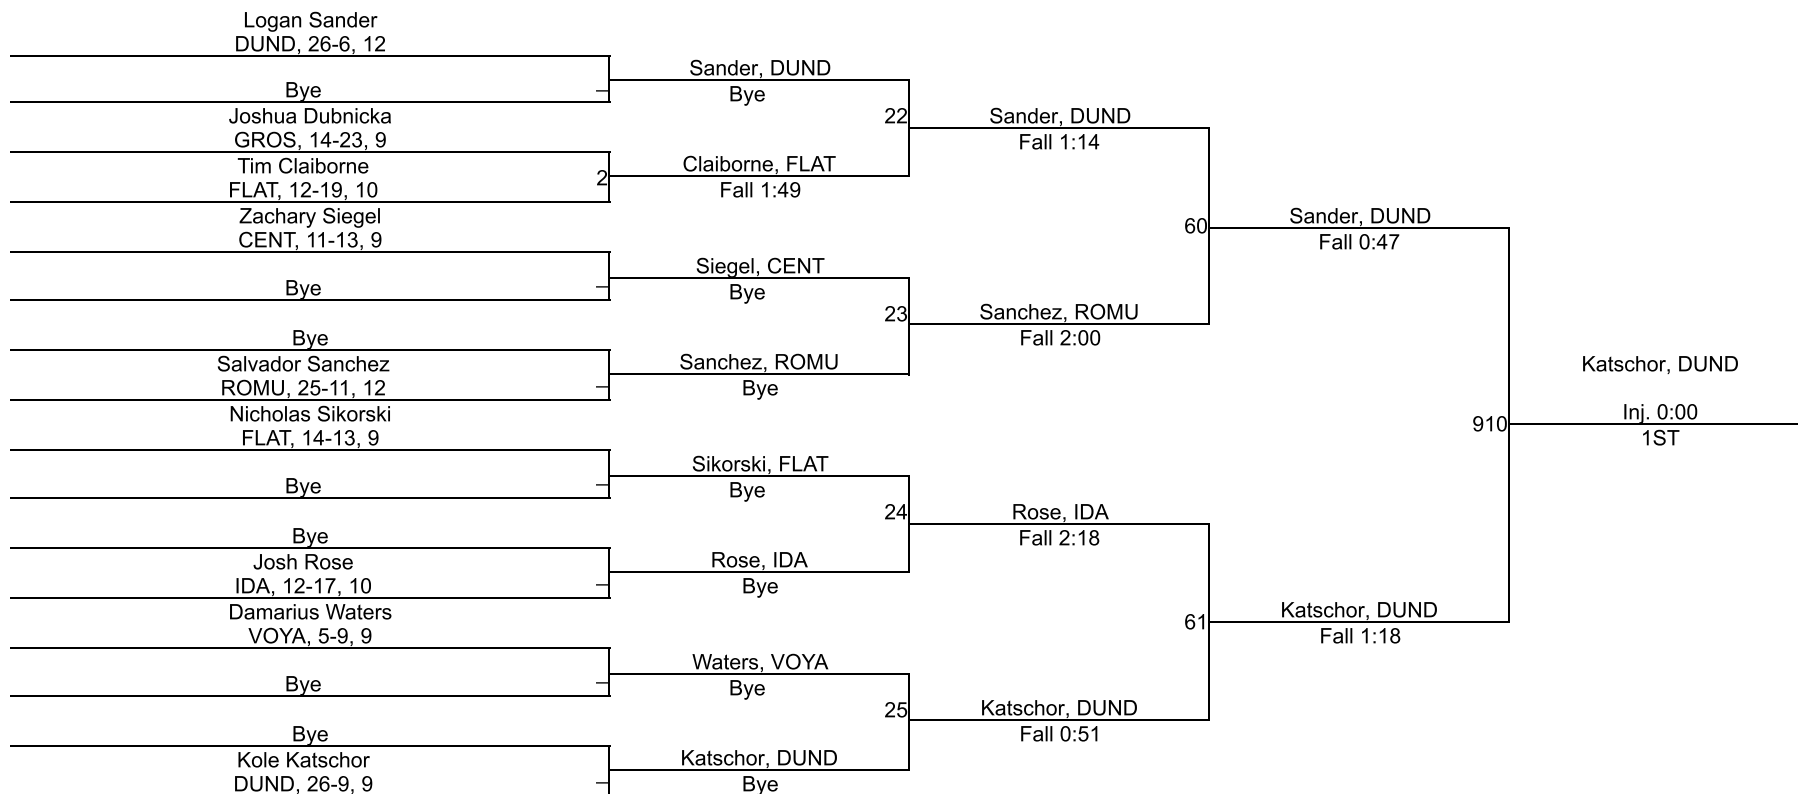 Logan Sander
DUND, 26-6, 12
Bye
Joshua Dubnicka
GROS, 14-23, 9
Tim Claiborne
FLAT, 12-19, 10
2
Zachary Siegel
CENT, 11-13, 9
Bye
Bye
Salvador Sanchez
ROMU, 25-11, 12
Nicholas Sikorski
FLAT, 14-13, 9
Bye
Bye
Josh Rose
IDA, 12-17, 10
Damarius Waters
VOYA, 5-9, 9
Bye
Bye
Kole Katschor
DUND, 26-9, 9
Sander, DUND
Bye
22
Claiborne, FLAT
Fall 1:49
Siegel, CENT
Bye
23
Sanchez, ROMU
Bye
Sikorski, FLAT
Bye
24
Rose, IDA
Bye
Waters, VOYA
Bye
25
Katschor, DUND
Bye
Sander, DUND
Fall 1:14
60
Sanchez, ROMU
Fall 2:00
Rose, IDA
Fall 2:18
61
Katschor, DUND
Fall 0:51
Sander, DUND
Fall 0:47
910
Katschor, DUND
Fall 1:18
Katschor, DUND
Inj. 0:00
1ST